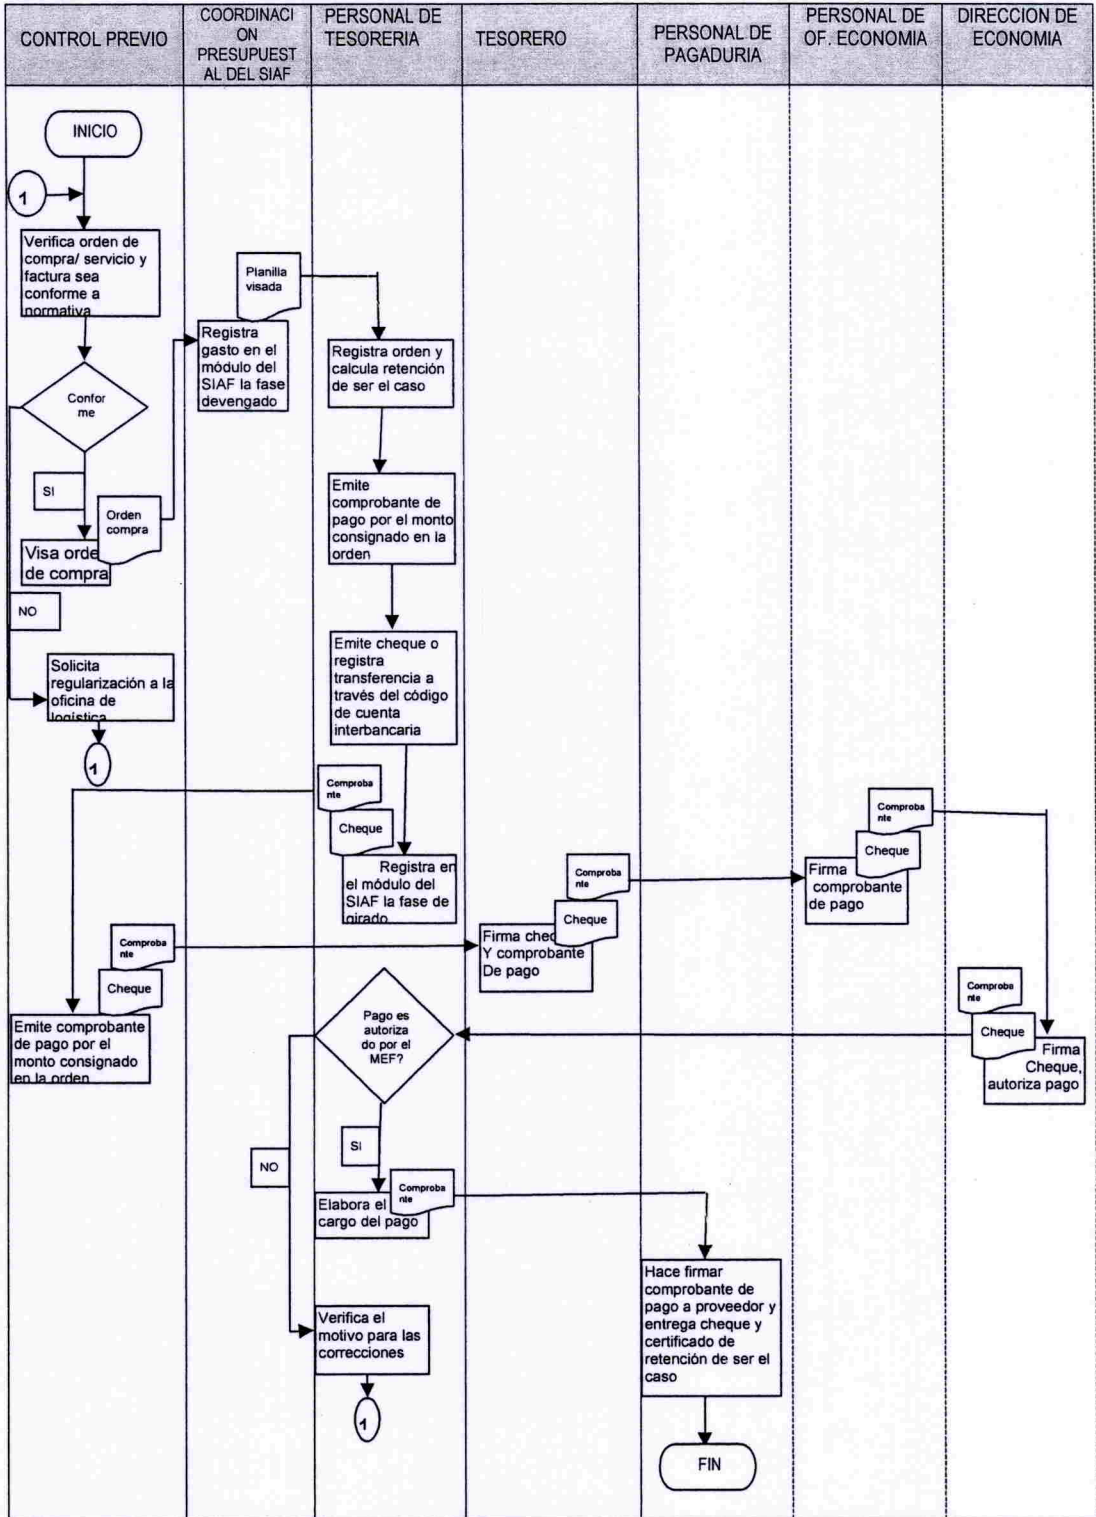 CONTROL PREVIO
COORDINACI
ON
PRESUPUEST
AL DEL SIAF
PERSONAL DE
TESORERIA
TESORERO
PERSONAL DE
PAGADURIA
PERSONAL DE
OF. ECONOMIA
DIRECCION DE
ECONOMIA
INICIO
1
Verifica orden de
compra/ servicio y
factura sea
conforme a
normativa
Confor
me
SI
Orden
compra
Visa orde
de compra
NO
Solicita
regularización a la
oficina de
logística
1
Planilla
visada
Registra
gasto en el
módulo del
SIAF la fase
devengado
Registra orden y
calcula retención
de ser el caso
Emite
comprobante de
pago por el monto
consignado en la
orden
Emite cheque o
registra
transferencia a
través del código
de cuenta
interbancaria
Comproba
nte
Cheque
Registra en
el módulo del
SIAF la fase de
girado
Comproba
nte
Cheque
Emite comprobante
de pago por el
monto consignado
en la orden
Comproba
nte
Cheque
Firma cheq
Y comprobante
De pago
Comproba
nte
Cheque
Firma
comprobante
de pago
Comproba
nte
Cheque
Firma
Cheque,
autoriza pago
Pago es
autoriza
do por el
MEF?
SI
NO
Comproba
nte
Elabora el
cargo del pago
Verifica el
motivo para las
correcciones
1
Hace firmar
comprobante de
pago a proveedor y
entrega cheque y
certificado de
retención de ser el
caso
FIN